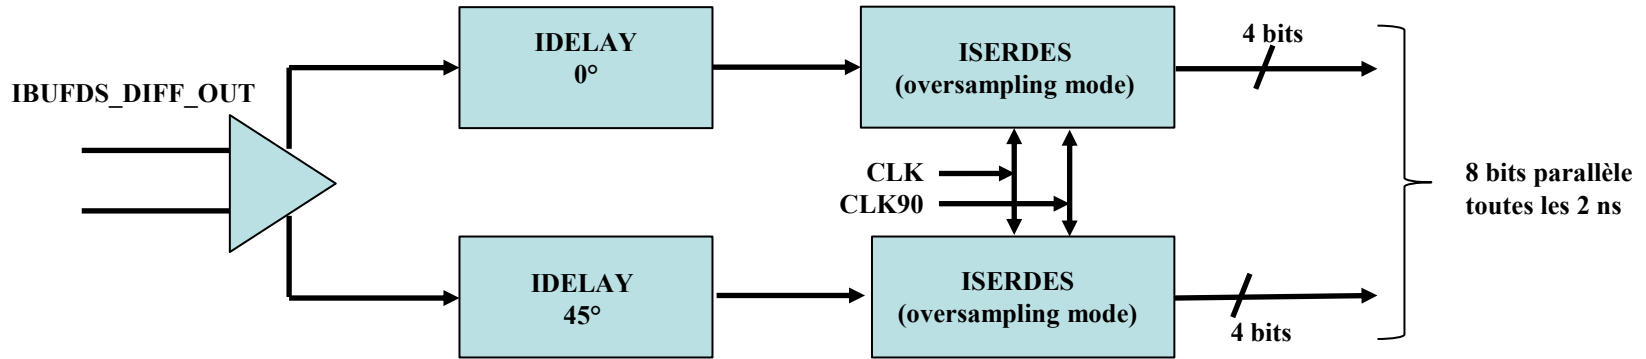 IBUFDS_DIFF_OUT
IDELAY
0°
ISERDES
(oversampling mode)
4 bits
CLK
CLK90
IDELAY
45°
ISERDES
(oversampling mode)
4 bits
8 bits parallèle
toutes les 2 ns